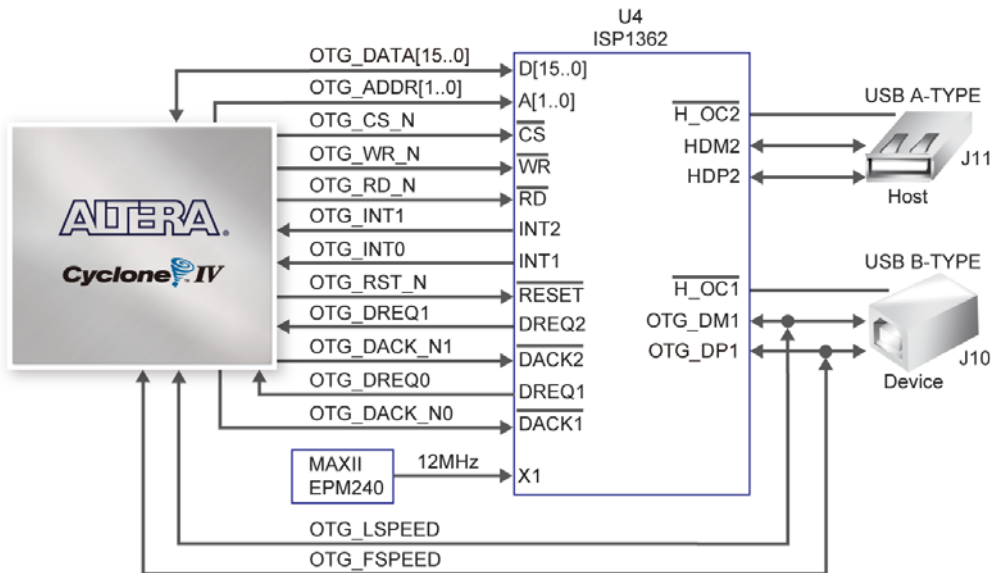 U4
ISP1362
OTG_DATA[15..0]
D[15..0]
OTG_ADDR[1..0]
A[1..0]
OTG_CS_N
CS
OTG_WR_N
WR
OTG_RD_N
RD
OTG_INT1
INT2
OTG_INT0
INT1
OTG_RST_N
RESET
OTG_DREQ1
DREQ2
OTG_DACK_N1
DACK2
OTG_DREQ0
DREQ1
OTG_DACK_N0
DACK1
MAXII
EPM240
12MHz
X1
OTG_LSPEED
OTG_FSPEED
ALTERA.
Cyclone IV
H_OC2
HDM2
HDP2
USB A-TYPE
J11
Host
H_OC1
OTG_DM1
OTG_DP1
USB B-TYPE
J10
Device